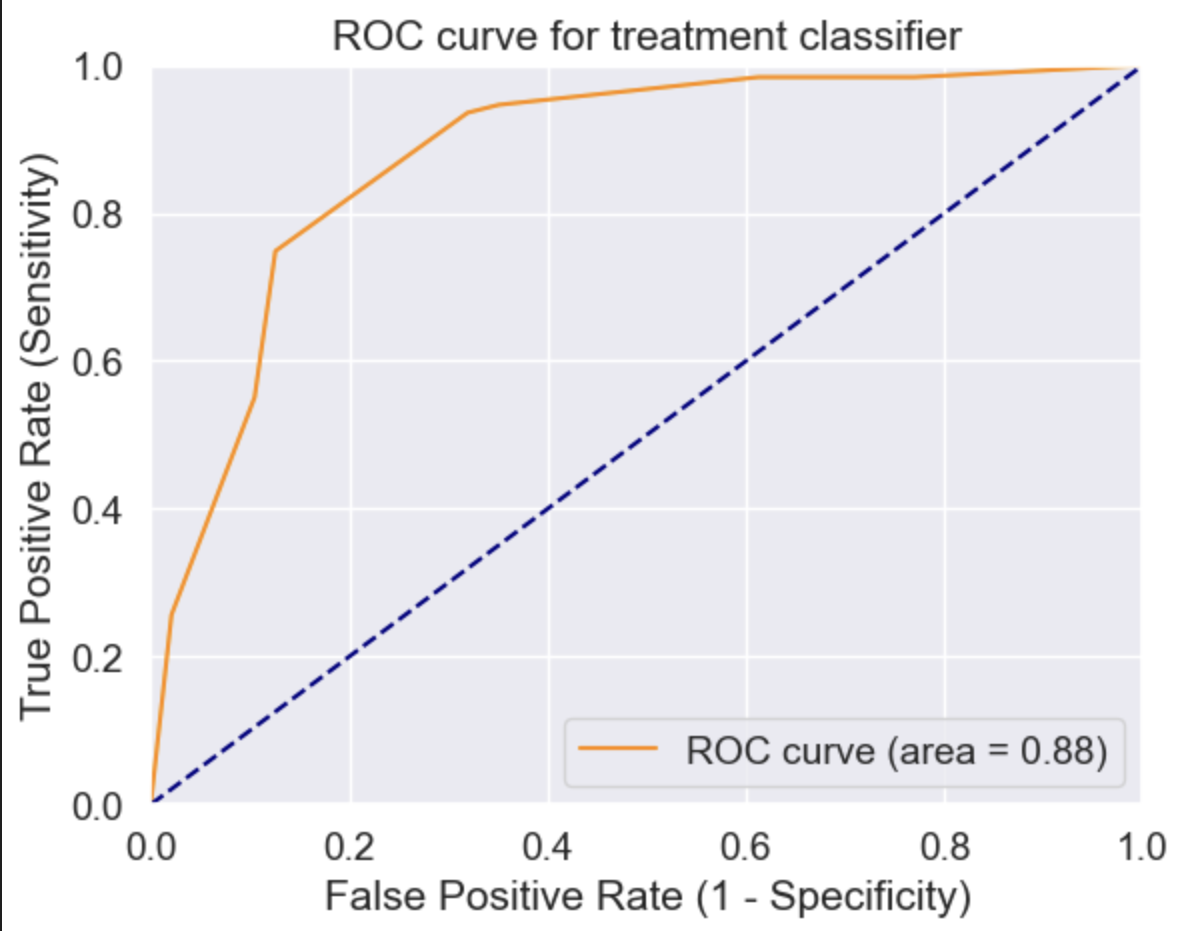 ROC curve for treatment classifier
1.0
0.8
0.6
0.4
0.2
0.0
True Positive Rate (Sensitivity)
ROC curve (area = 0.88)
0.0 0.2 0.4 0.6 0.8 1.0
False Positive Rate (1 - Specificity)